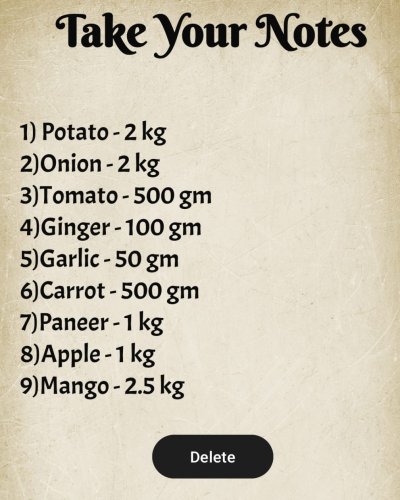 Take Your Notes
1) Potato - 2 kg
2)Onion - 2 kg
3)Tomato - 500 gm
4)Ginger - 100 gm
5)Garlic - 50 gm
6)Carrot - 500 gm
7)Paneer - 1 kg
8)Apple - 1 kg
9)Mango - 2.5 kg
Delete